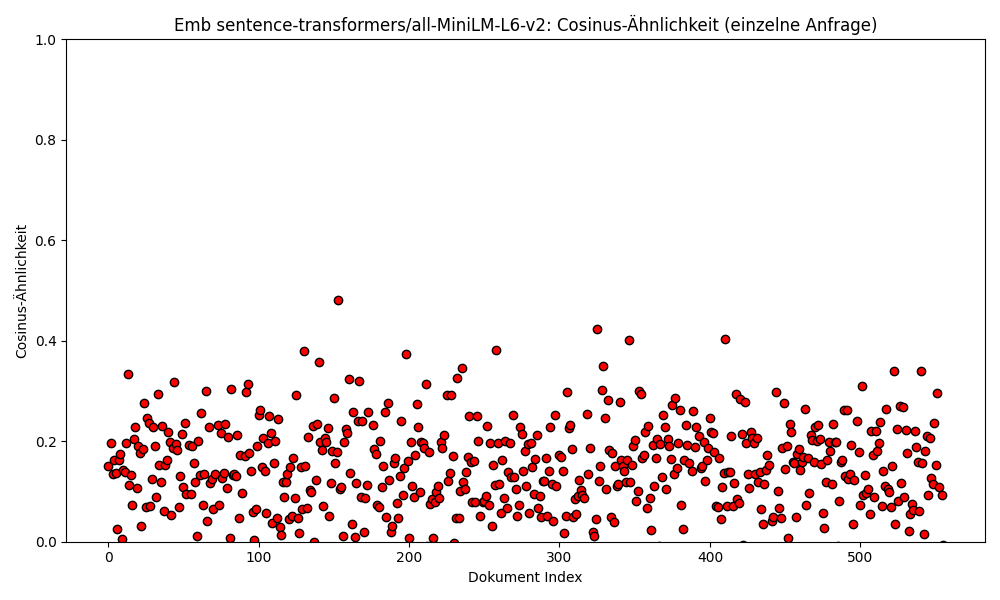 Emb sentence-transformers/all-MiniLM-L6-v2: Cosinus-Ähnlichkeit (einzelne Anfrage)
1.0
0.8
0.6
0.4
0.2
0.0
Cosinus-Ähnlichkeit
0 100 200 300 400 500
Dokument Index